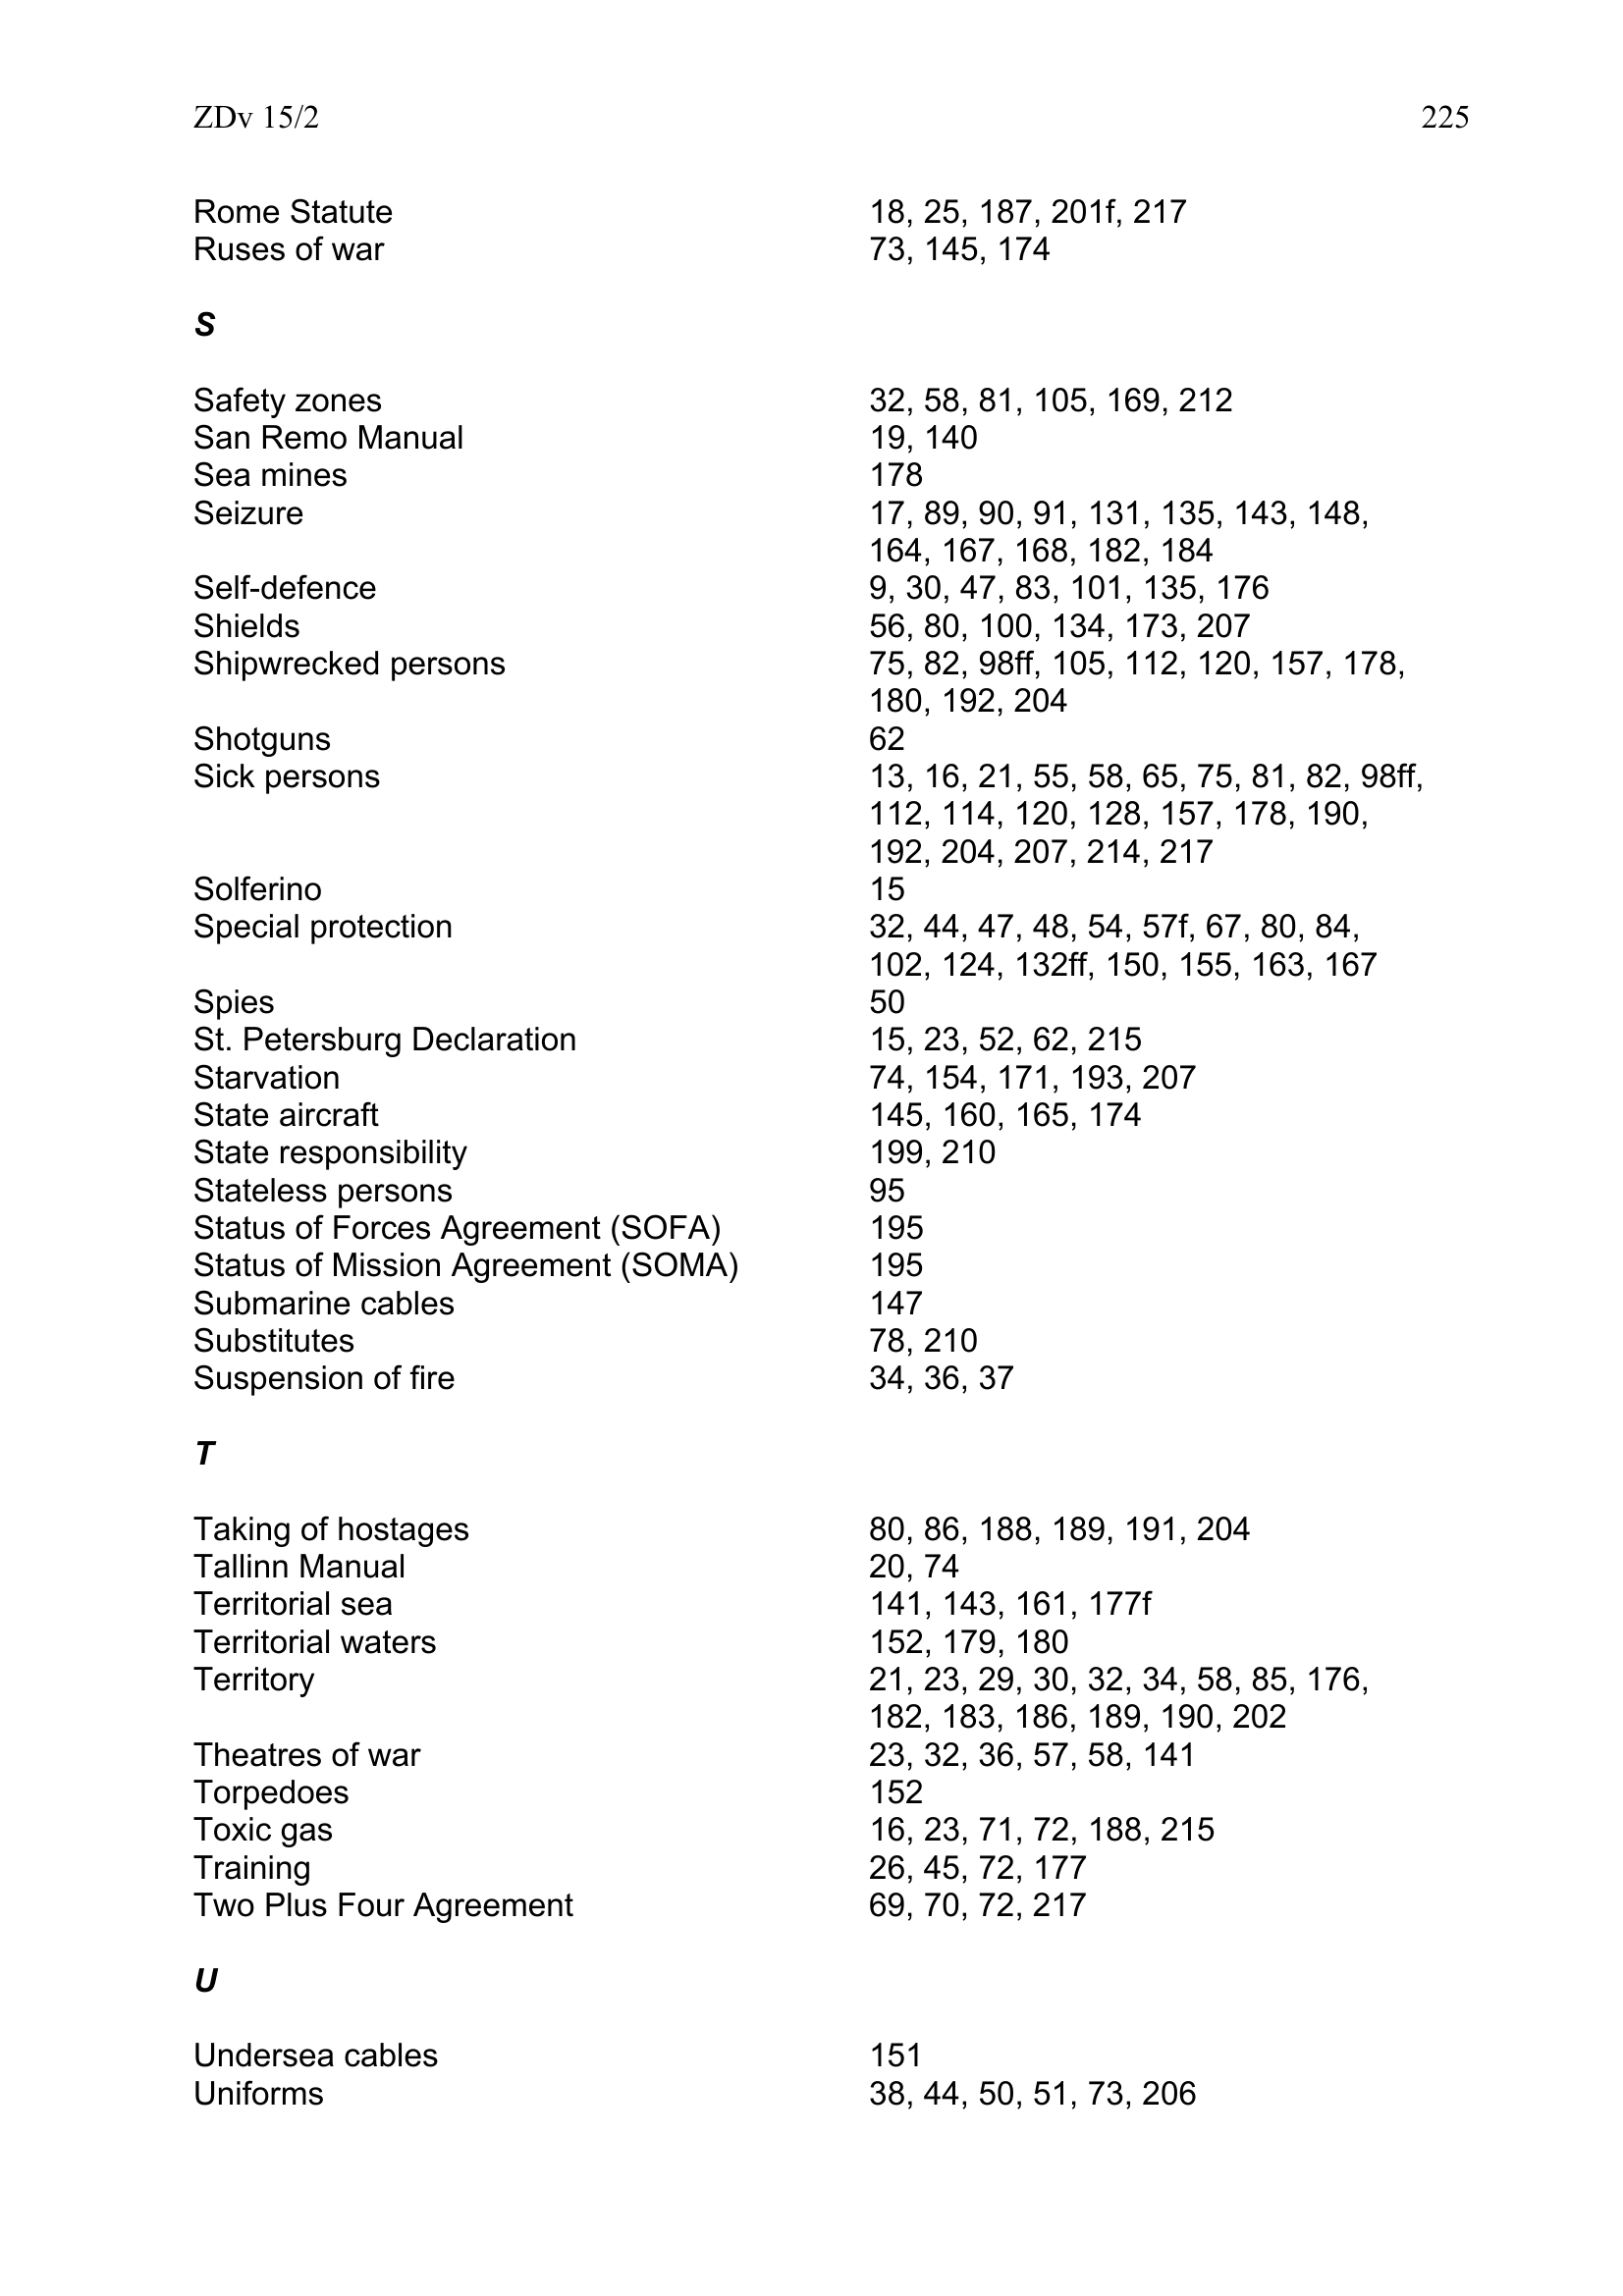 ZDv 15/2 225
Rome Statute 18, 25, 187, 201f, 217
Ruses of war 73, 145, 174
S
Safety zones 32, 58, 81, 105, 169, 212
San Remo Manual 19, 140
Sea mines 178
Seizure 17, 89, 90, 91, 131, 135, 143, 148,
164, 167, 168, 182, 184
Self-defence 9, 30, 47, 83, 101, 135, 176
Shields 56, 80, 100, 134, 173, 207
Shipwrecked persons 75, 82, 98ff, 105, 112, 120, 157, 178,
180, 192, 204
Shotguns 62
Sick persons 13, 16, 21, 55, 58, 65, 75, 81, 82, 98ff,
112, 114, 120, 128, 157, 178, 190,
192, 204, 207, 214, 217
Solferino 15
Special protection 32, 44, 47, 48, 54, 57f, 67, 80, 84,
102, 124, 132ff, 150, 155, 163, 167
Spies 50
St. Petersburg Declaration 15, 23, 52, 62, 215
Starvation 74, 154, 171, 193, 207
State aircraft 145, 160, 165, 174
State responsibility 199, 210
Stateless persons 95
Status of Forces Agreement (SOFA) 195
Status of Mission Agreement (SOMA) 195
Submarine cables 147
Substitutes 78, 210
Suspension of fire 34, 36, 37
T
Taking of hostages 80, 86, 188, 189, 191, 204
Tallinn Manual 20, 74
Territorial sea 141, 143, 161, 177f
Territorial waters 152, 179, 180
Territory 21, 23, 29, 30, 32, 34, 58, 85, 176,
182, 183, 186, 189, 190, 202
Theatres of war 23, 32, 36, 57, 58, 141
Torpedoes 152
Toxic gas 16, 23, 71, 72, 188, 215
Training 26, 45, 72, 177
Two Plus Four Agreement 69, 70, 72, 217
U
Undersea cables 151
Uniforms 38, 44, 50, 51, 73, 206